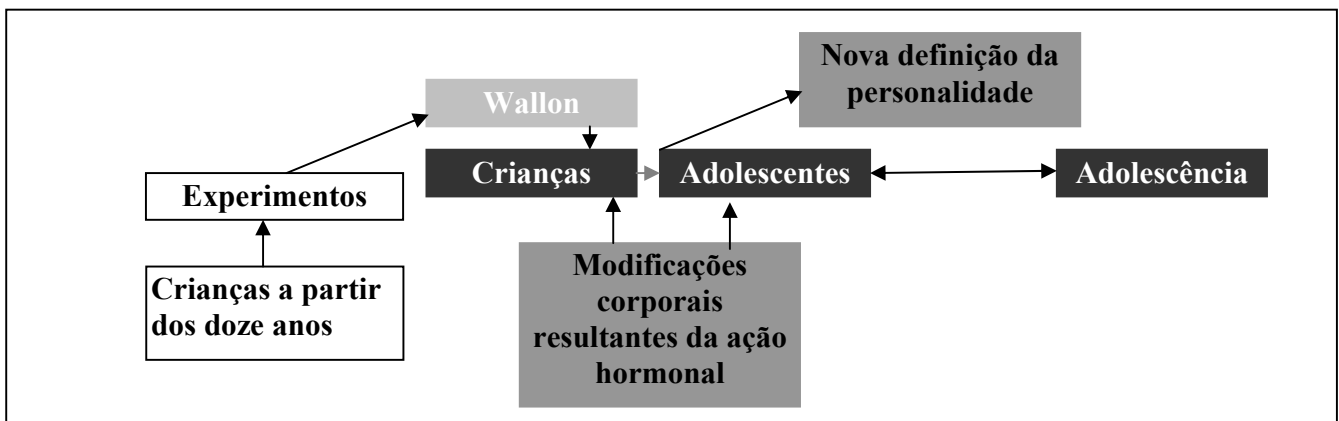 Nova definição da
personalidade
Wallon
Crianças
Adolescentes
Adolescência
Experimentos
Crianças a partir
dos doze anos
Modificações
corporais
resultantes da ação
hormonal